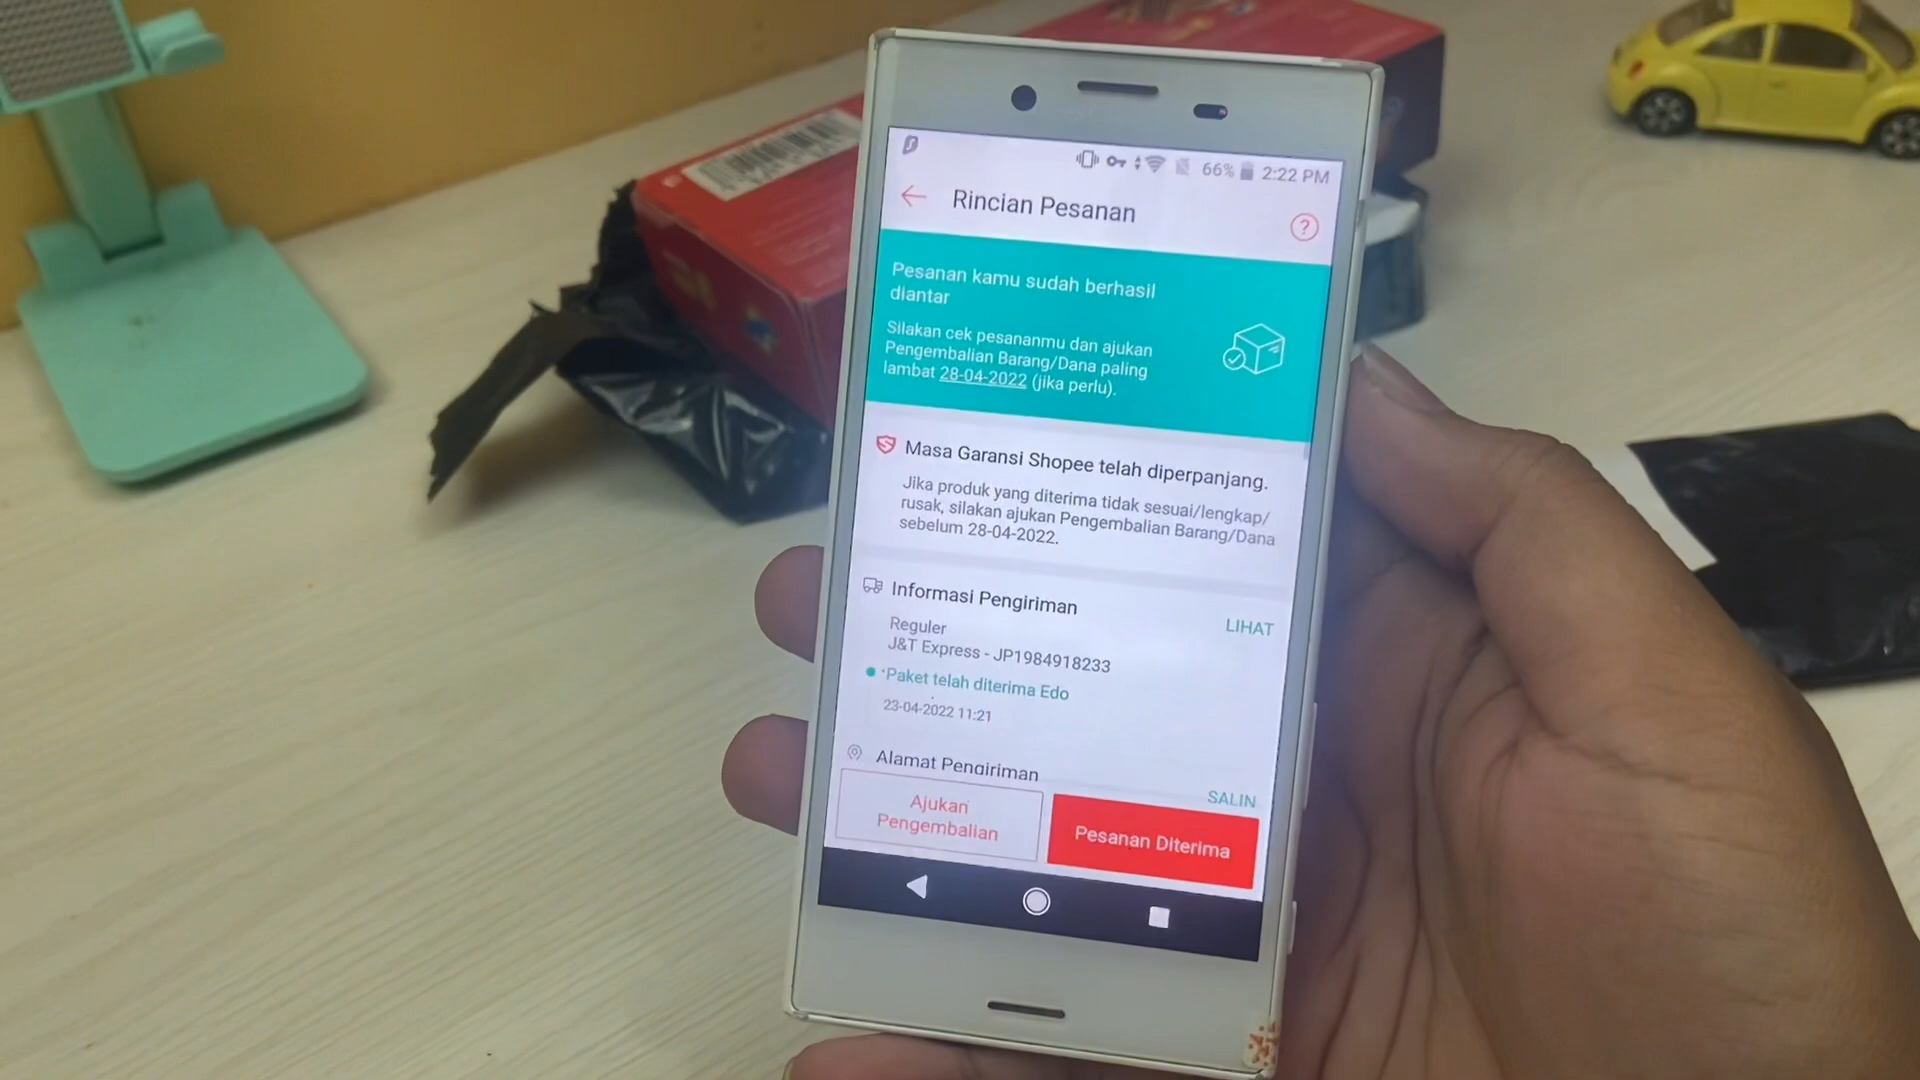 66% 2:22 PM
Rincian Pesanan
?
Pesanan kamu sudah berhasil
diantar
Silakan cek pesananmu dan ajukan
Pengembalian Barang/Dana paling
lambat 28-04-2022 (jika perlu).
Masa Garansi Shopee telah diperpanjang.
Jika produk yang diterima tidak sesuai/lengkap/
rusak, silakan ajukan Pengembalian Barang/Dana
sebelum 28-04-2022.
Informasi Pengiriman
LIHAT
Reguler
J&T Express - JP1984918233
Paket telah diterima Edo
23-04-2022 11:21
Alamat Pengiriman
SALIN
Ajukan
Pengembalian
Pesanan Diterima